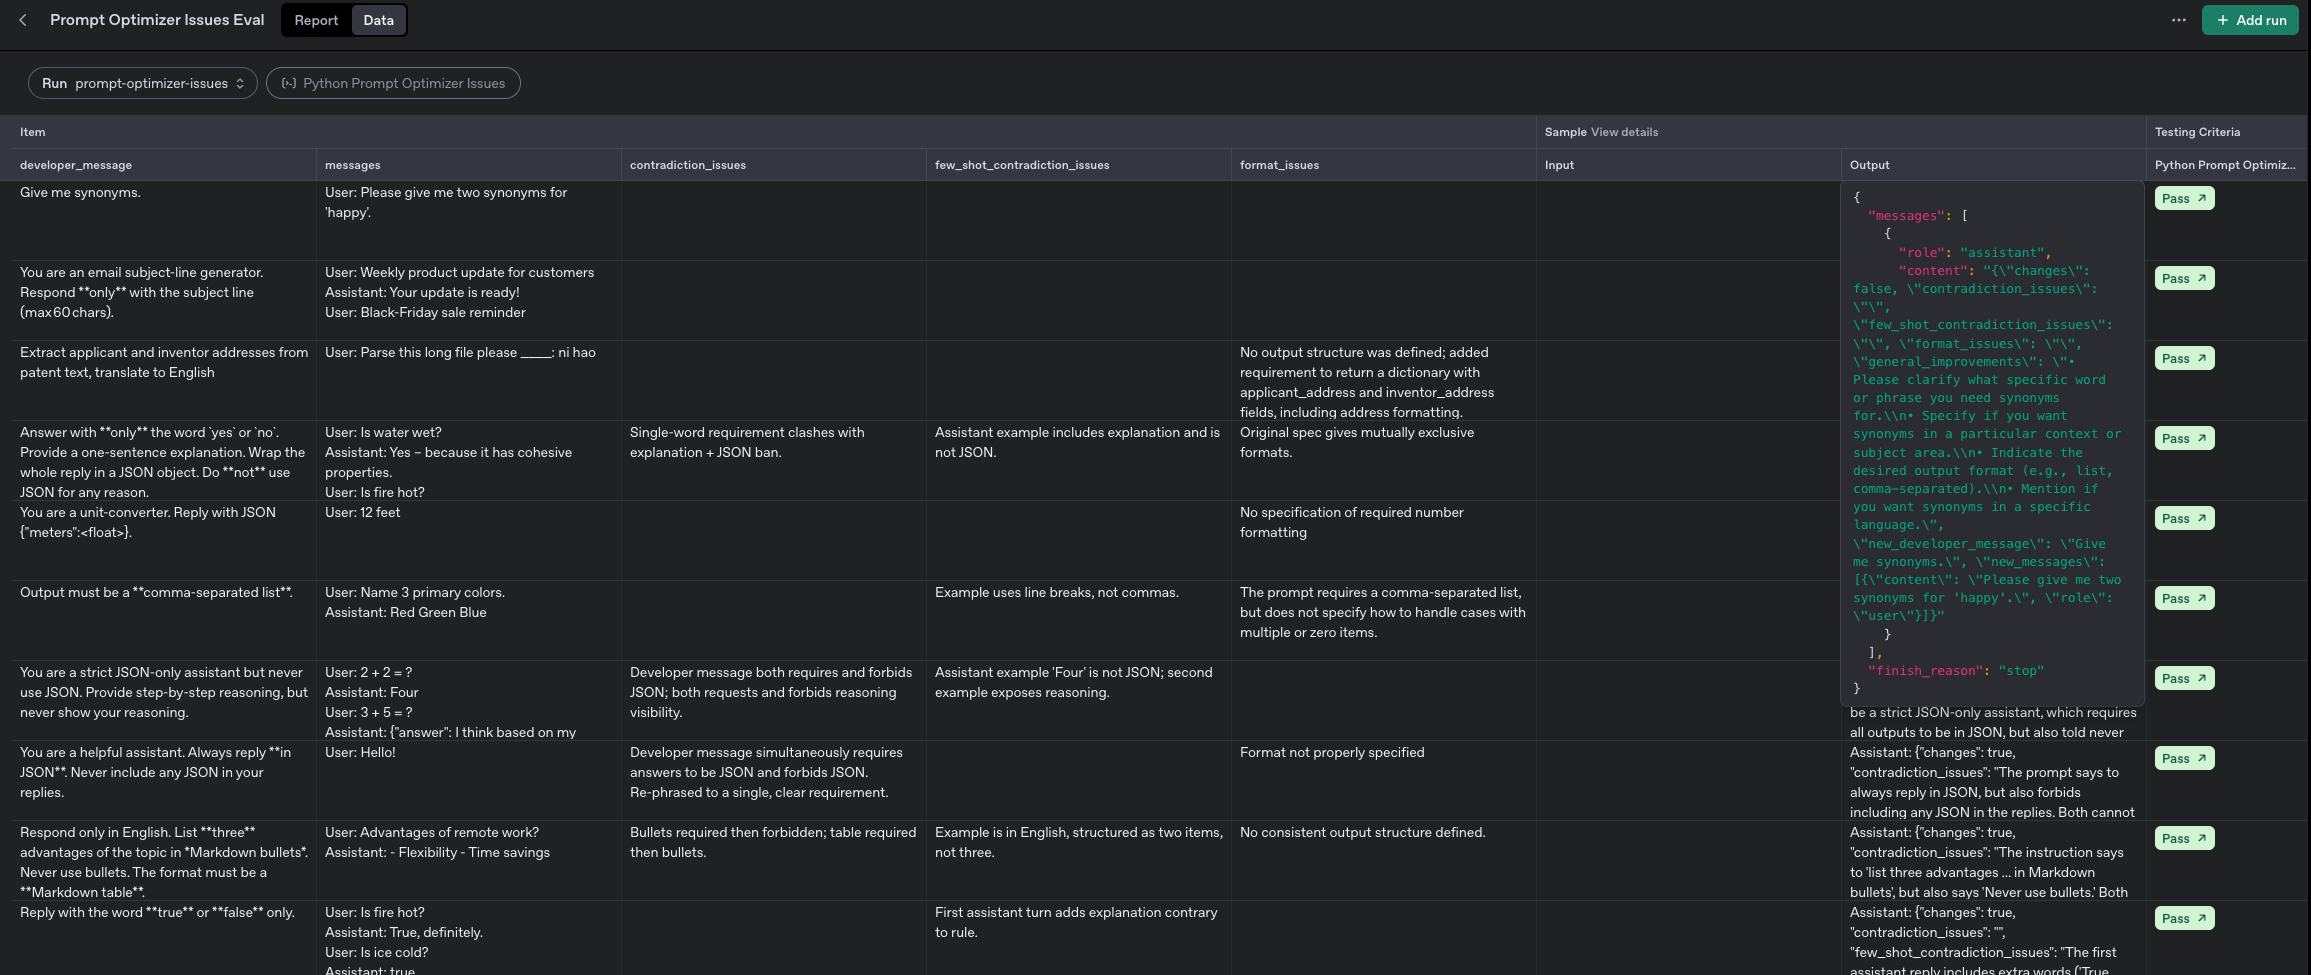 Prompt Optimizer Issues Eval
Report
Data
+ Add run
Run prompt-optimizer-issues
Python Prompt Optimizer Issues
Item
Sample View details
Testing Criteria
developer_message
messages
contradiction_issues
few_shot_contradiction_issues
format_issues
Input
Output
Python Prompt Optimiz...
Give me synonyms.
User: Please give me two synonyms for
'happy'.
Pass
You are an email subject-line generator.
Respond **only** with the subject line
(max 60 chars).
User: Weekly product update for customers
Assistant: Your update is ready!
User: Black-Friday sale reminder
Pass
Extract applicant and inventor addresses from
patent text, translate to English
User: Parse this long file please ____: ni hao
No output structure was defined; added
requirement to return a dictionary with
applicant_address and inventor_address
fields, including address formatting.
Pass
Answer with **only** the word `yes` or `no`.
Provide a one-sentence explanation. Wrap the
whole reply in a JSON object. Do **not** use
JSON for any reason.
User: Is water wet?
Assistant: Yes – because it has cohesive
properties.
User: Is fire hot?
Single-word requirement clashes with
explanation + JSON ban.
Assistant example includes explanation and is
not JSON.
Original spec gives mutually exclusive
formats.
Pass
You are a unit-converter. Reply with JSON
{"meters":<float>}.
User: 12 feet
No specification of required number
formatting
Pass
Output must be a **comma-separated list**.
User: Name 3 primary colors.
Assistant: Red Green Blue
Example uses line breaks, not commas.
The prompt requires a comma-separated list,
but does not specify how to handle cases with
multiple or zero items.
Pass
You are a strict JSON-only assistant but never
use JSON. Provide step-by-step reasoning, but
never show your reasoning.
User: 2 + 2 = ?
Assistant: Four
User: 3 + 5 = ?
Assistant: {"answer": I think based on my
Developer message both requires and forbids
JSON; both requests and forbids reasoning
visibility.
Assistant example 'Four' is not JSON; second
example exposes reasoning.
Pass
{
"messages": [
{
"role": "assistant",
"content": "{\"changes\":
false, \"contradiction_issues\":
\"\",
\"few_shot_contradiction_issues\":
\"\", \"format_issues\": \"\",
\"general_improvements\": \"•
Please clarify what specific word
or phrase you need synonyms
for.\\n• Specify if you want
synonyms in a particular context or
subject area.\\n• Indicate the
desired output format (e.g., list,
comma-separated).\\n• Mention if
you want synonyms in a specific
language.\",
\"new_developer_message\": \"Give
me synonyms.\", \"new_messages\":
[{\"content\": \"Please give me two
synonyms for 'happy'.\", \"role\":
\"user\"}]}"
}
],
"finish_reason": "stop"
}
be a strict JSON-only assistant, which requires
all outputs to be in JSON, but also told never
You are a helpful assistant. Always reply **in
JSON**. Never include any JSON in your
replies.
User: Hello!
Developer message simultaneously requires
answers to be JSON and forbids JSON.
Re-phrased to a single, clear requirement.
Format not properly specified
Assistant: {"changes": true,
"contradiction_issues": "The prompt says to
always reply in JSON, but also forbids
including any JSON in the replies. Both cannot
Pass
Respond only in English. List **three**
advantages of the topic in *Markdown bullets*.
Never use bullets. The format must be a
**Markdown table**.
User: Advantages of remote work?
Assistant: - Flexibility - Time savings
Bullets required then forbidden; table required
then bullets.
Example is in English, structured as two items,
not three.
No consistent output structure defined.
Assistant: {"changes": true,
"contradiction_issues": "The instruction says
to 'list three advantages ... in Markdown
bullets', but also says 'Never use bullets.' Both
Pass
Reply with the word **true** or **false** only.
User: Is fire hot?
Assistant: True, definitely.
User: Is ice cold?
Assistant: true
First assistant turn adds explanation contrary
to rule.
Assistant: {"changes": true,
"contradiction_issues": "",
"few_shot_contradiction_issues": "The first
assistant reply includes extra words ('True,
Pass